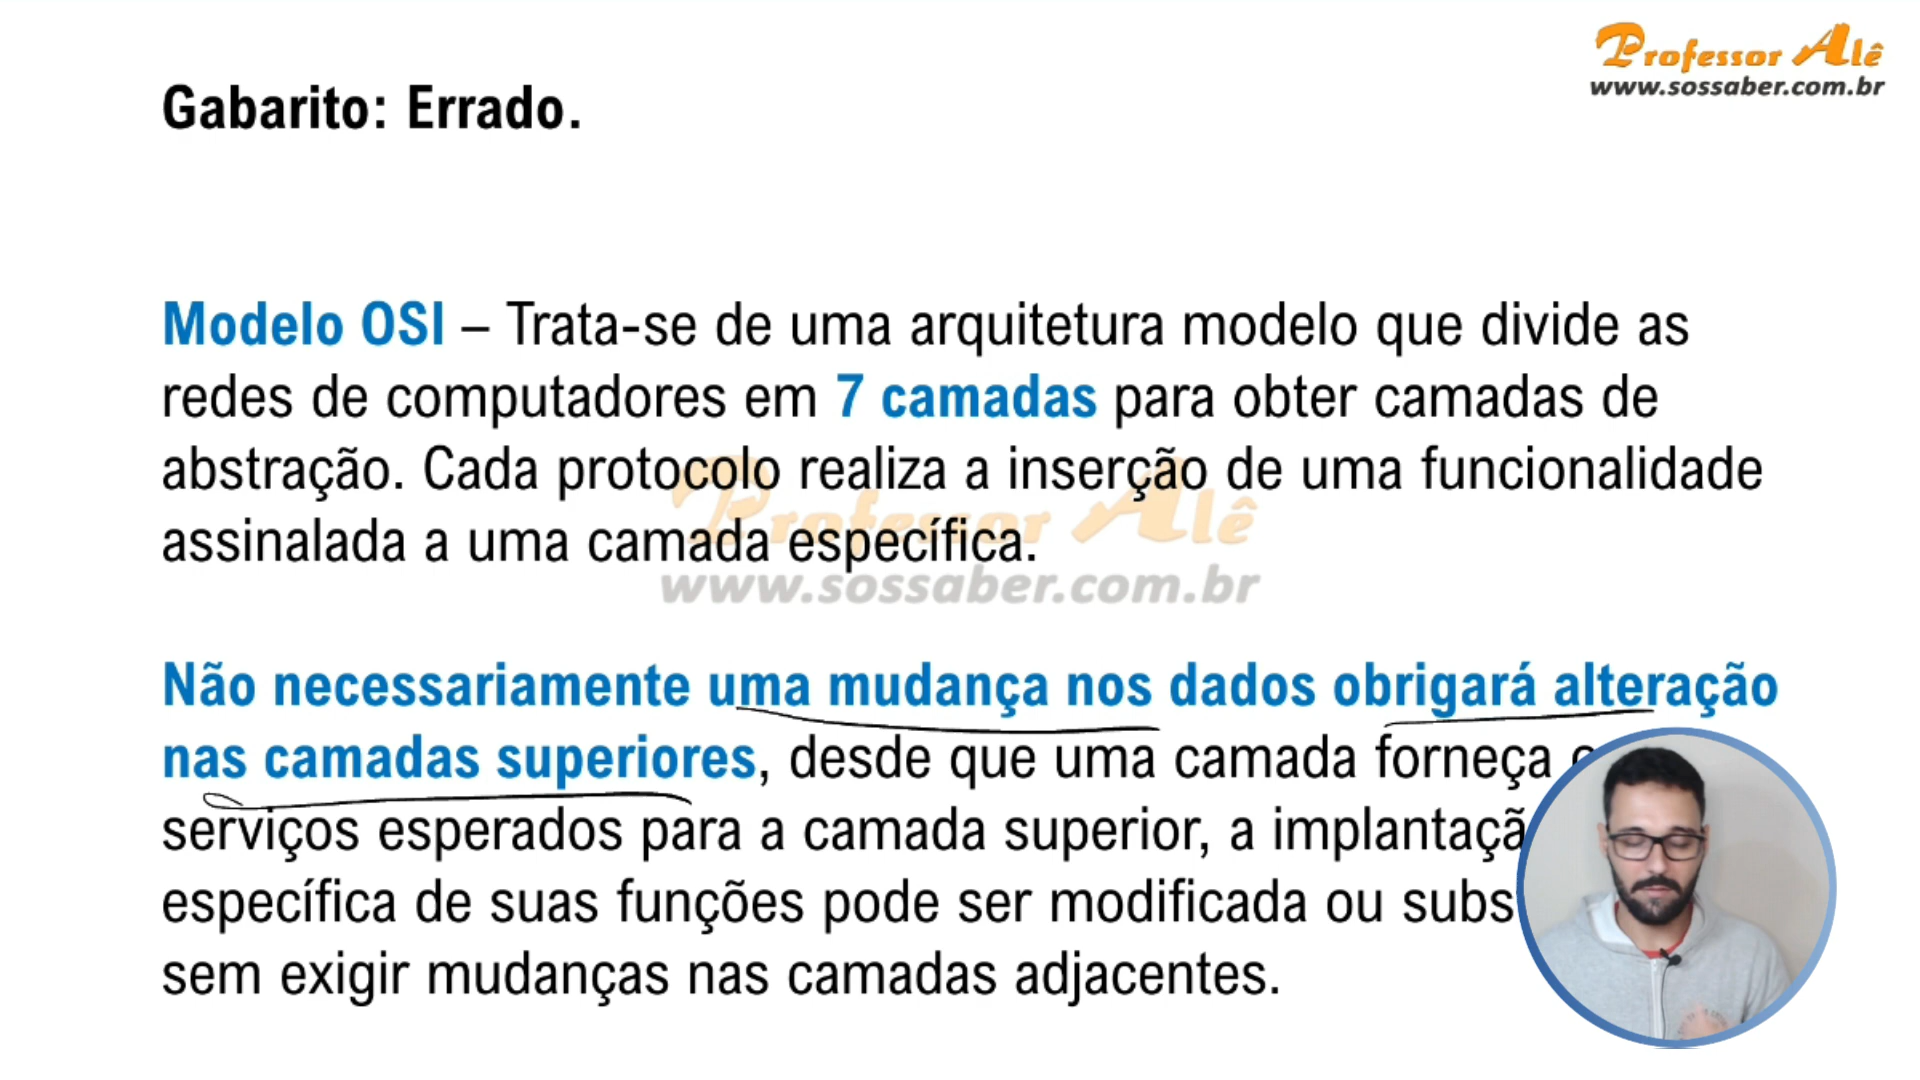 Professor Alê
www.sossaber.com.br
Gabarito: Errado.
Modelo OSI – Trata-se de uma arquitetura modelo que divide as
redes de computadores em 7 camadas para obter camadas de
abstração. Cada protocolo realiza a inserção de uma funcionalidade
assinalada a uma camada específica.
Professor Alê
www.sossaber.com.br
Não necessariamente uma mudança nos dados obrigará alteração
nas camadas superiores, desde que uma camada forneça
serviços esperados para a camada superior, a
específica de suas funções pode ser modificada ou
sem exigir mudanças nas camadas adjacentes.